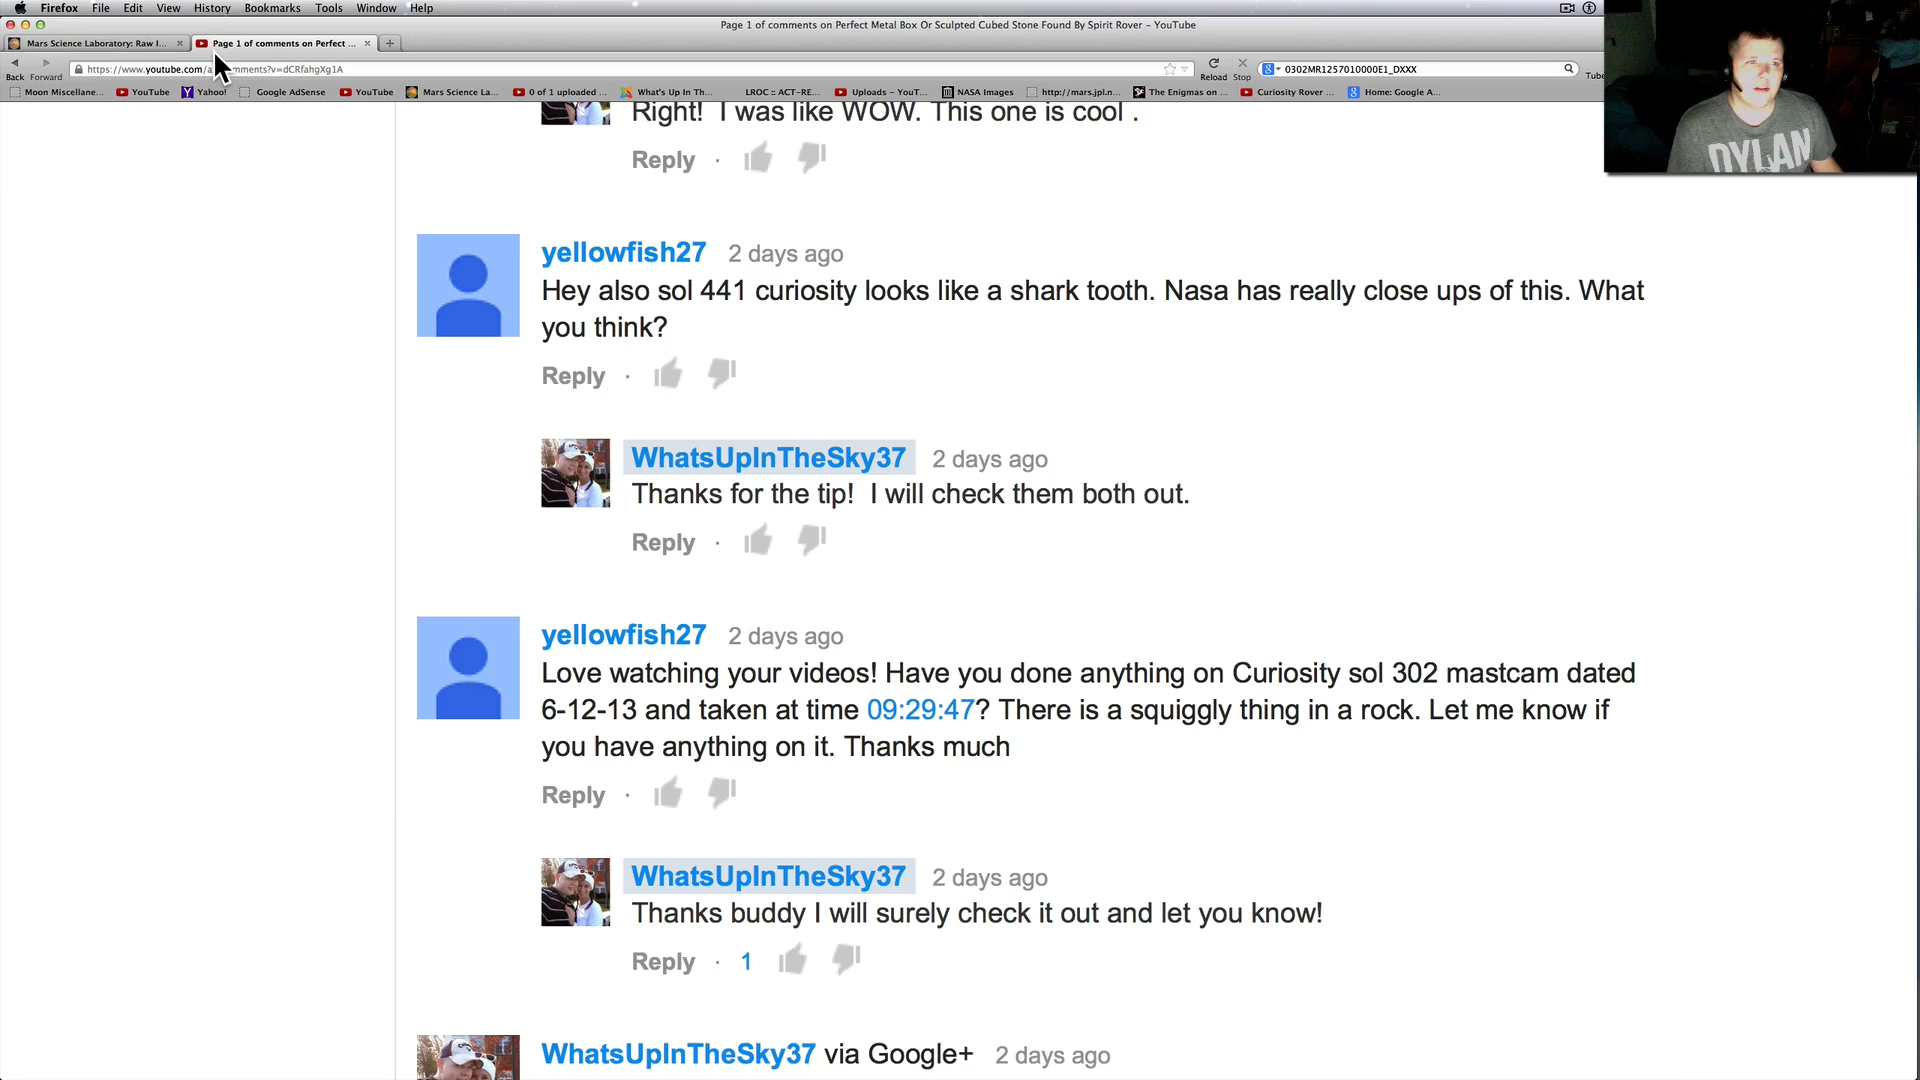 Firefox File Edit View History Bookmarks Tools Window Help
Page 1 of comments on Perfect Metal Box Or Sculpted Cubed Stone Found By Spirit Rover - YouTube
Mars Science Laboratory: Raw I... Page 1 of comments on Perfect ...
Back Forward https://www.youtube.com/ mments?v=dCRfahgXg1A Reload Stop 0302MR1257010000E1_DXXX
Moon Miscellane... YouTube Yahoo! Google AdSense YouTube Mars Science La... 0 of 1 uploaded ... What's Up In Th... LROC :: ACT-RE... Uploads - YouT... NASA Images http://mars.jpl.n... The Enigmas on ... Curiosity Rover ... Home: Google A...
DYLAN
Right! I was like WOW. This one is cool .
Reply ·
yellowfish27 2 days ago
Hey also sol 441 curiosity looks like a shark tooth. Nasa has really close ups of this. What
you think?
Reply ·
WhatsUpInTheSky37 2 days ago
Thanks for the tip! I will check them both out.
Reply ·
yellowfish27 2 days ago
Love watching your videos! Have you done anything on Curiosity sol 302 mastcam dated
6-12-13 and taken at time 09:29:47? There is a squiggly thing in a rock. Let me know if
you have anything on it. Thanks much
Reply ·
WhatsUpInTheSky37 2 days ago
Thanks buddy I will surely check it out and let you know!
Reply · 1
WhatsUpInTheSky37 via Google+ 2 days ago